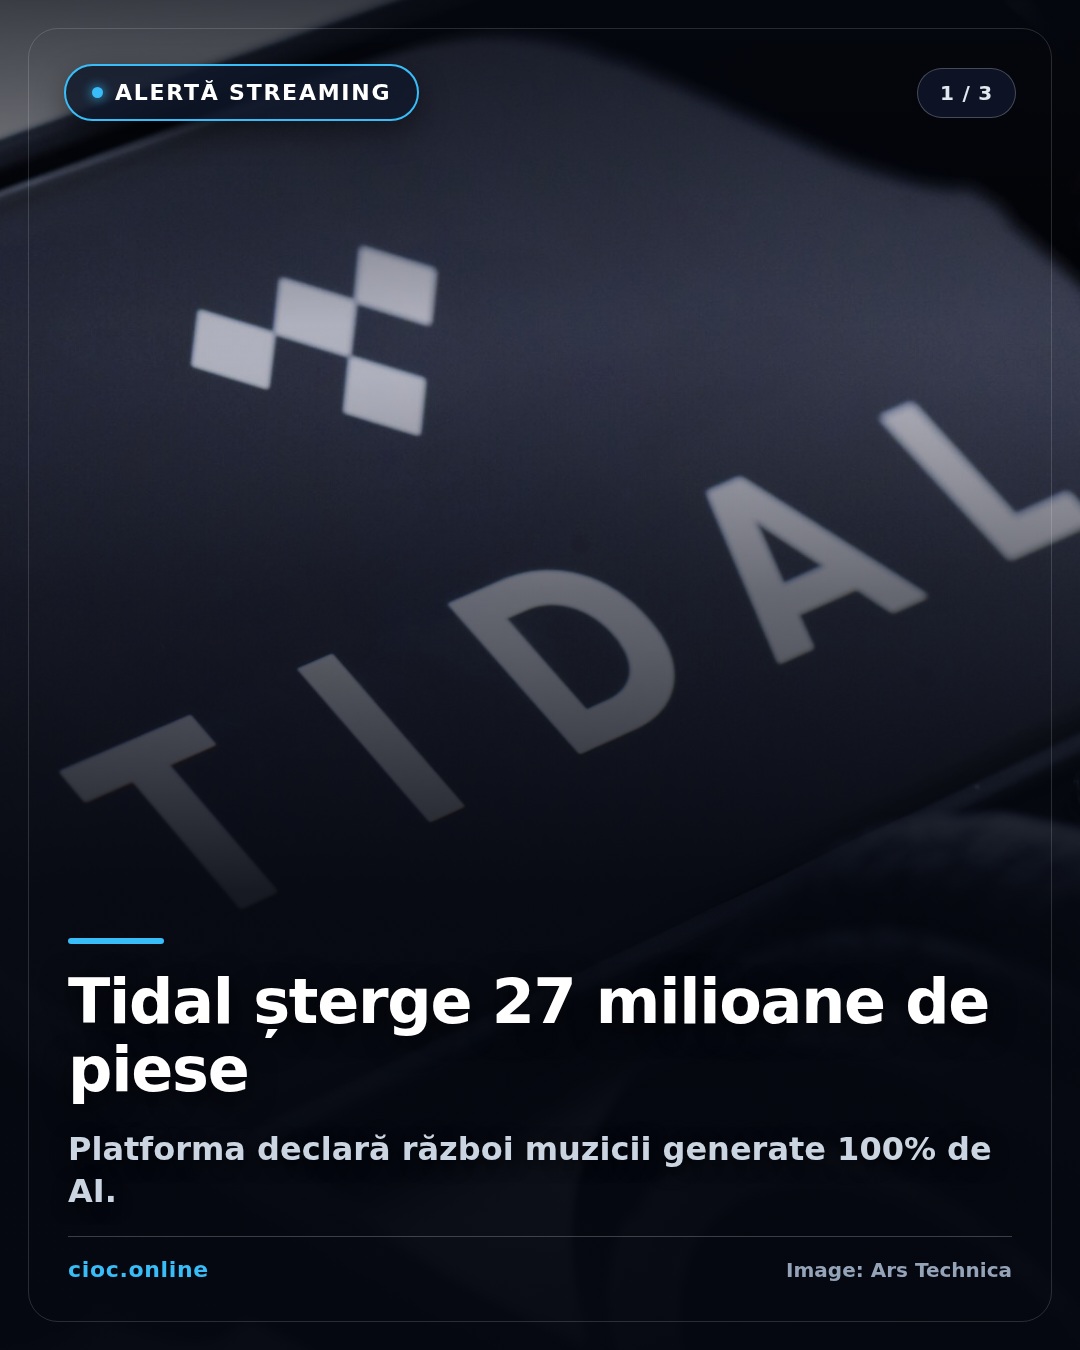 ALERTĂ STREAMING
1 / 3
TIDAL
Tidal șterge 27 milioane de
piese
Platforma declară război muzicii generate 100% de
AI.
cioc.online
Image: Ars Technica